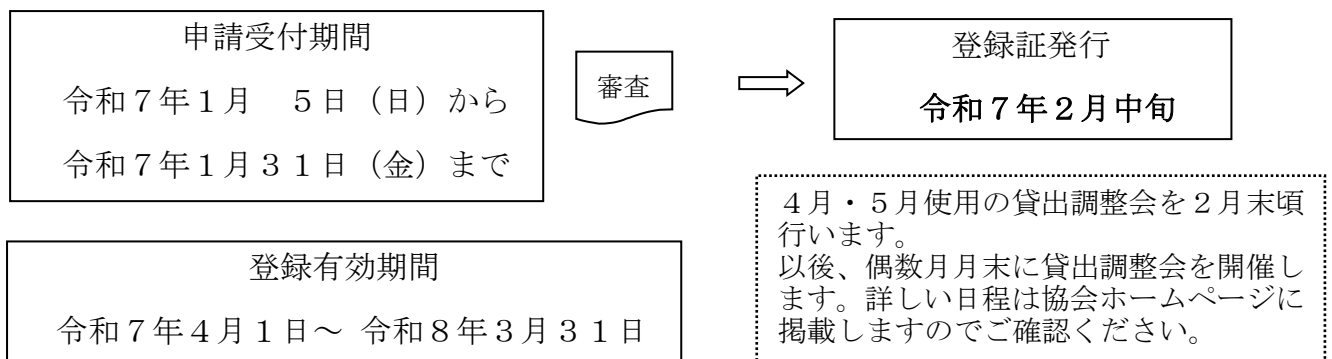 申請受付期間
令和７年１月　５日（日）から
令和７年１月３１日（金）まで
審査
登録証発行
令和７年２月中旬
登録有効期間
令和７年４月１日～ 令和８年３月３１日
４月・５月使用の貸出調整会を２月末頃
行います。
以後、偶数月月末に貸出調整会を開催し
ます。詳しい日程は協会ホームページに
掲載しますのでご確認ください。